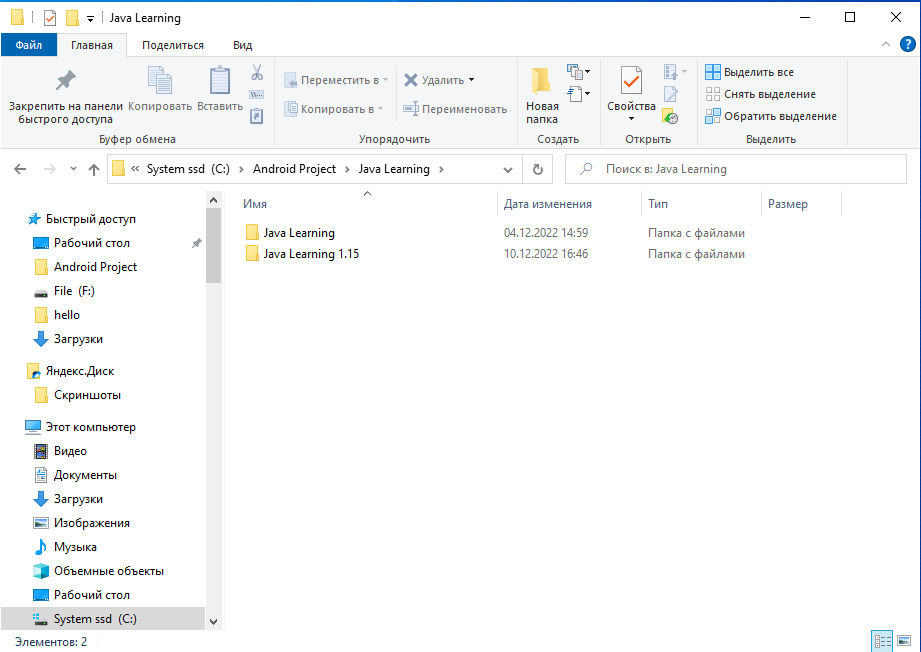 Java Learning
Файл Главная Поделиться Вид
Закрепить на панели быстрого доступа
Копировать
Вставить
Переместить в
Копировать в
Удалить
Переименовать
Новая папка
Свойства
Выделить все
Снять выделение
Обратить выделение
Буфер обмена Упорядочить Создать Открыть Выделить
« System ssd (C:) > Android Project > Java Learning >
Поиск в: Java Learning
Имя Дата изменения Тип Размер
Java Learning 04.12.2022 14:59 Папка с файлами
Java Learning 1.15 10.12.2022 16:46 Папка с файлами
Быстрый доступ
Рабочий стол
Android Project
File (F:)
hello
Загрузки
Яндекс.Диск
Скриншоты
Этот компьютер
Видео
Документы
Загрузки
Изображения
Музыка
Объемные объекты
Рабочий стол
System ssd (C:)
Элементов: 2